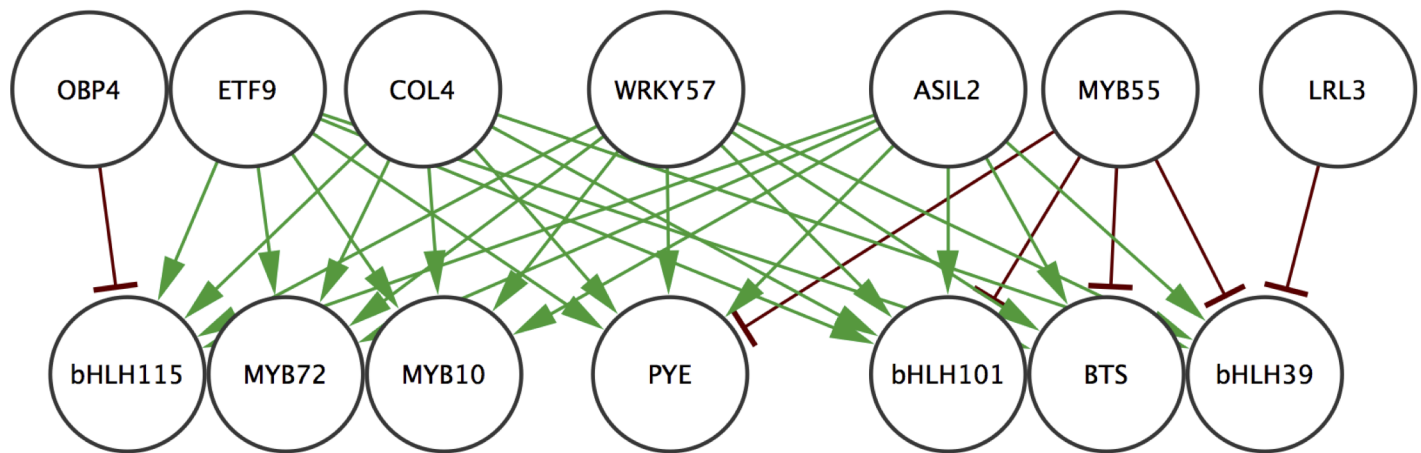 OBP4 ETF9 COL4 WRKY57 ASIL2 MYB55 LRL3
bHLH115 MYB72 MYB10 PYE bHLH101 BTS bHLH39